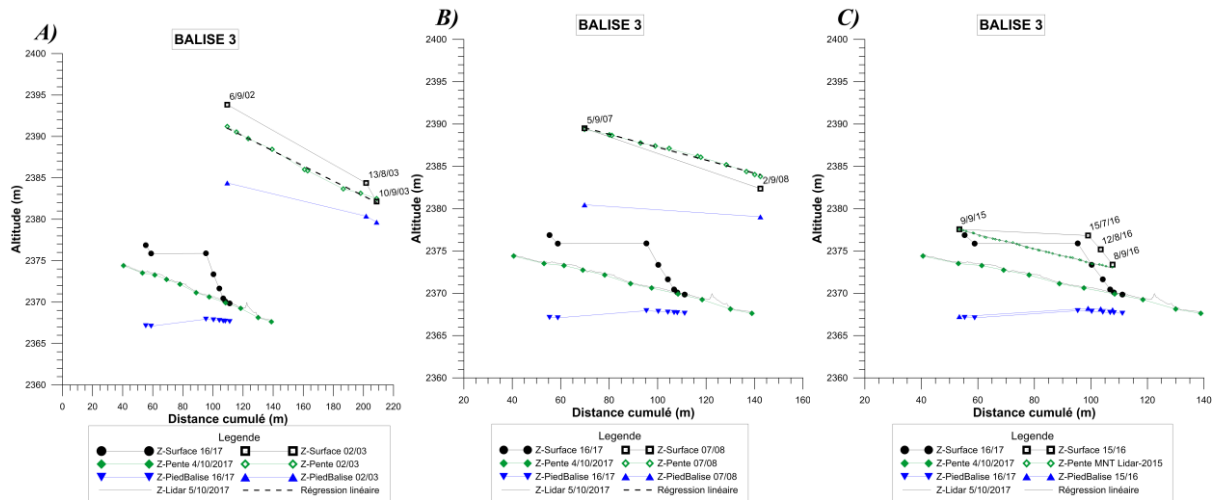 A)
BALISE 3
2400
2395
2390
2385
2380
2375
2370
2365
2360
Altitude (m)
6/9/02
13/8/03
10/9/03
0 20 40 60 80 100 120 140 160 180 200 220
Distance cumulé (m)
Legende
Z-Surface 16/17 Z-Surface 02/03
Z-Pente 4/10/2017 Z-Pente 02/03
Z-PiedBalise 16/17 Z-PiedBalise 02/03
Z-Lidar 5/10/2017 Régression linéaire
B)
BALISE 3
2400
2395
2390
2385
2380
2375
2370
2365
2360
Altitude (m)
5/9/07
2/9/08
20 40 60 80 100 120 140 160
Distance cumulé (m)
Legende
Z-Surface 16/17 Z-Surface 07/08
Z-Pente 4/10/2017 Z-Pente 07/08
Z-PiedBalise 16/17 Z-PiedBalise 07/08
Z-Lidar 5/10/2017 Régression linéaire
C)
BALISE 3
2400
2395
2390
2385
2380
2375
2370
2365
2360
Altitude (m)
9/9/15
15/7/16
12/8/16
8/9/16
20 40 60 80 100 120 140
Distance cumulé (m)
Legende
Z-Surface 16/17 Z-Surface 15/16
Z-Pente 4/10/2017 Z-Pente MNT Lidar-2015
Z-PiedBalise 16/17 Z-PiedBalise 15/16
Z-Lidar 5/10/2017 Régression linéaire